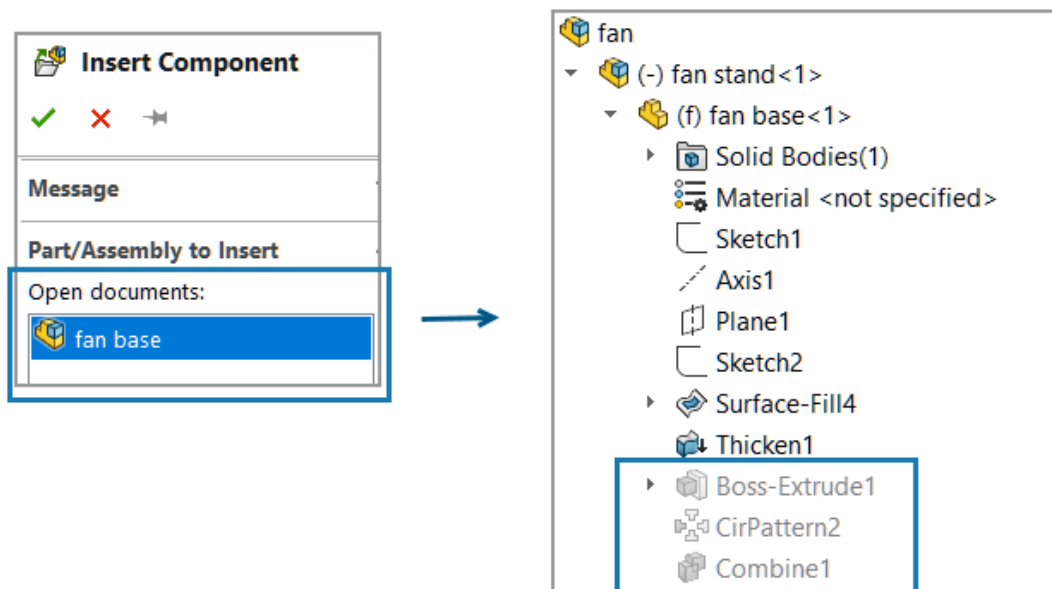 Insert Component
Message
Part/Assembly to Insert
Open documents:
fan base
fan
(-) fan stand<1>
(f) fan base<1>
Solid Bodies(1)
Material <not specified>
Sketch1
Axis1
Plane1
Sketch2
Surface-Fill4
Thicken1
Boss-Extrude1
CirPattern2
Combine1